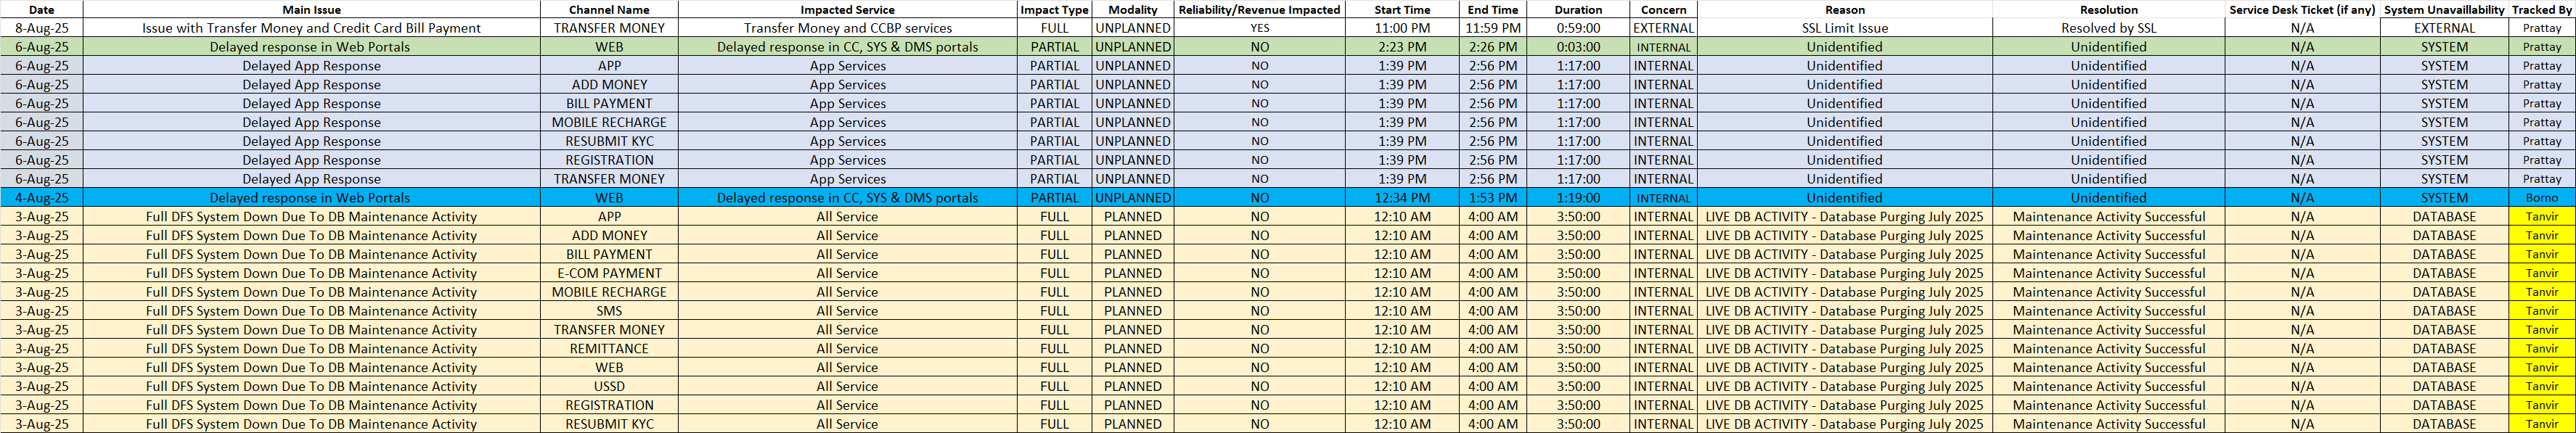 Date Main Issue Channel Name Impacted Service Impact Type Modality Reliability/Revenue Impacted Start Time End Time Duration Concern Reason Resolution Service Desk Ticket (if any) System Unavaillability Tracked By
8-Aug-25 Issue with Transfer Money and Credit Card Bill Payment TRANSFER MONEY Transfer Money and CCBP services FULL UNPLANNED YES 11:00 PM 11:59 PM 0:59:00 EXTERNAL SSL Limit Issue Resolved by SSL N/A EXTERNAL Prattay
6-Aug-25 Delayed response in Web Portals WEB Delayed response in CC, SYS & DMS portals PARTIAL UNPLANNED NO 2:23 PM 2:26 PM 0:03:00 INTERNAL Unidentified Unidentified N/A SYSTEM Prattay
6-Aug-25 Delayed App Response APP App Services PARTIAL UNPLANNED NO 1:39 PM 2:56 PM 1:17:00 INTERNAL Unidentified Unidentified N/A SYSTEM Prattay
6-Aug-25 Delayed App Response ADD MONEY App Services PARTIAL UNPLANNED NO 1:39 PM 2:56 PM 1:17:00 INTERNAL Unidentified Unidentified N/A SYSTEM Prattay
6-Aug-25 Delayed App Response BILL PAYMENT App Services PARTIAL UNPLANNED NO 1:39 PM 2:56 PM 1:17:00 INTERNAL Unidentified Unidentified N/A SYSTEM Prattay
6-Aug-25 Delayed App Response MOBILE RECHARGE App Services PARTIAL UNPLANNED NO 1:39 PM 2:56 PM 1:17:00 INTERNAL Unidentified Unidentified N/A SYSTEM Prattay
6-Aug-25 Delayed App Response RESUBMIT KYC App Services PARTIAL UNPLANNED NO 1:39 PM 2:56 PM 1:17:00 INTERNAL Unidentified Unidentified N/A SYSTEM Prattay
6-Aug-25 Delayed App Response REGISTRATION App Services PARTIAL UNPLANNED NO 1:39 PM 2:56 PM 1:17:00 INTERNAL Unidentified Unidentified N/A SYSTEM Prattay
6-Aug-25 Delayed App Response TRANSFER MONEY App Services PARTIAL UNPLANNED NO 1:39 PM 2:56 PM 1:17:00 INTERNAL Unidentified Unidentified N/A SYSTEM Prattay
4-Aug-25 Delayed response in Web Portals WEB Delayed response in CC, SYS & DMS portals PARTIAL UNPLANNED NO 12:34 PM 1:53 PM 1:19:00 INTERNAL Unidentified Unidentified N/A SYSTEM Borno
3-Aug-25 Full DFS System Down Due To DB Maintenance Activity APP All Service FULL PLANNED NO 12:10 AM 4:00 AM 3:50:00 INTERNAL LIVE DB ACTIVITY - Database Purging July 2025 Maintenance Activity Successful N/A DATABASE Tanvir
3-Aug-25 Full DFS System Down Due To DB Maintenance Activity ADD MONEY All Service FULL PLANNED NO 12:10 AM 4:00 AM 3:50:00 INTERNAL LIVE DB ACTIVITY - Database Purging July 2025 Maintenance Activity Successful N/A DATABASE Tanvir
3-Aug-25 Full DFS System Down Due To DB Maintenance Activity BILL PAYMENT All Service FULL PLANNED NO 12:10 AM 4:00 AM 3:50:00 INTERNAL LIVE DB ACTIVITY - Database Purging July 2025 Maintenance Activity Successful N/A DATABASE Tanvir
3-Aug-25 Full DFS System Down Due To DB Maintenance Activity E-COM PAYMENT All Service FULL PLANNED NO 12:10 AM 4:00 AM 3:50:00 INTERNAL LIVE DB ACTIVITY - Database Purging July 2025 Maintenance Activity Successful N/A DATABASE Tanvir
3-Aug-25 Full DFS System Down Due To DB Maintenance Activity MOBILE RECHARGE All Service FULL PLANNED NO 12:10 AM 4:00 AM 3:50:00 INTERNAL LIVE DB ACTIVITY - Database Purging July 2025 Maintenance Activity Successful N/A DATABASE Tanvir
3-Aug-25 Full DFS System Down Due To DB Maintenance Activity SMS All Service FULL PLANNED NO 12:10 AM 4:00 AM 3:50:00 INTERNAL LIVE DB ACTIVITY - Database Purging July 2025 Maintenance Activity Successful N/A DATABASE Tanvir
3-Aug-25 Full DFS System Down Due To DB Maintenance Activity TRANSFER MONEY All Service FULL PLANNED NO 12:10 AM 4:00 AM 3:50:00 INTERNAL LIVE DB ACTIVITY - Database Purging July 2025 Maintenance Activity Successful N/A DATABASE Tanvir
3-Aug-25 Full DFS System Down Due To DB Maintenance Activity REMITTANCE All Service FULL PLANNED NO 12:10 AM 4:00 AM 3:50:00 INTERNAL LIVE DB ACTIVITY - Database Purging July 2025 Maintenance Activity Successful N/A DATABASE Tanvir
3-Aug-25 Full DFS System Down Due To DB Maintenance Activity WEB All Service FULL PLANNED NO 12:10 AM 4:00 AM 3:50:00 INTERNAL LIVE DB ACTIVITY - Database Purging July 2025 Maintenance Activity Successful N/A DATABASE Tanvir
3-Aug-25 Full DFS System Down Due To DB Maintenance Activity USSD All Service FULL PLANNED NO 12:10 AM 4:00 AM 3:50:00 INTERNAL LIVE DB ACTIVITY - Database Purging July 2025 Maintenance Activity Successful N/A DATABASE Tanvir
3-Aug-25 Full DFS System Down Due To DB Maintenance Activity REGISTRATION All Service FULL PLANNED NO 12:10 AM 4:00 AM 3:50:00 INTERNAL LIVE DB ACTIVITY - Database Purging July 2025 Maintenance Activity Successful N/A DATABASE Tanvir
3-Aug-25 Full DFS System Down Due To DB Maintenance Activity RESUBMIT KYC All Service FULL PLANNED NO 12:10 AM 4:00 AM 3:50:00 INTERNAL LIVE DB ACTIVITY - Database Purging July 2025 Maintenance Activity Successful N/A DATABASE Tanvir